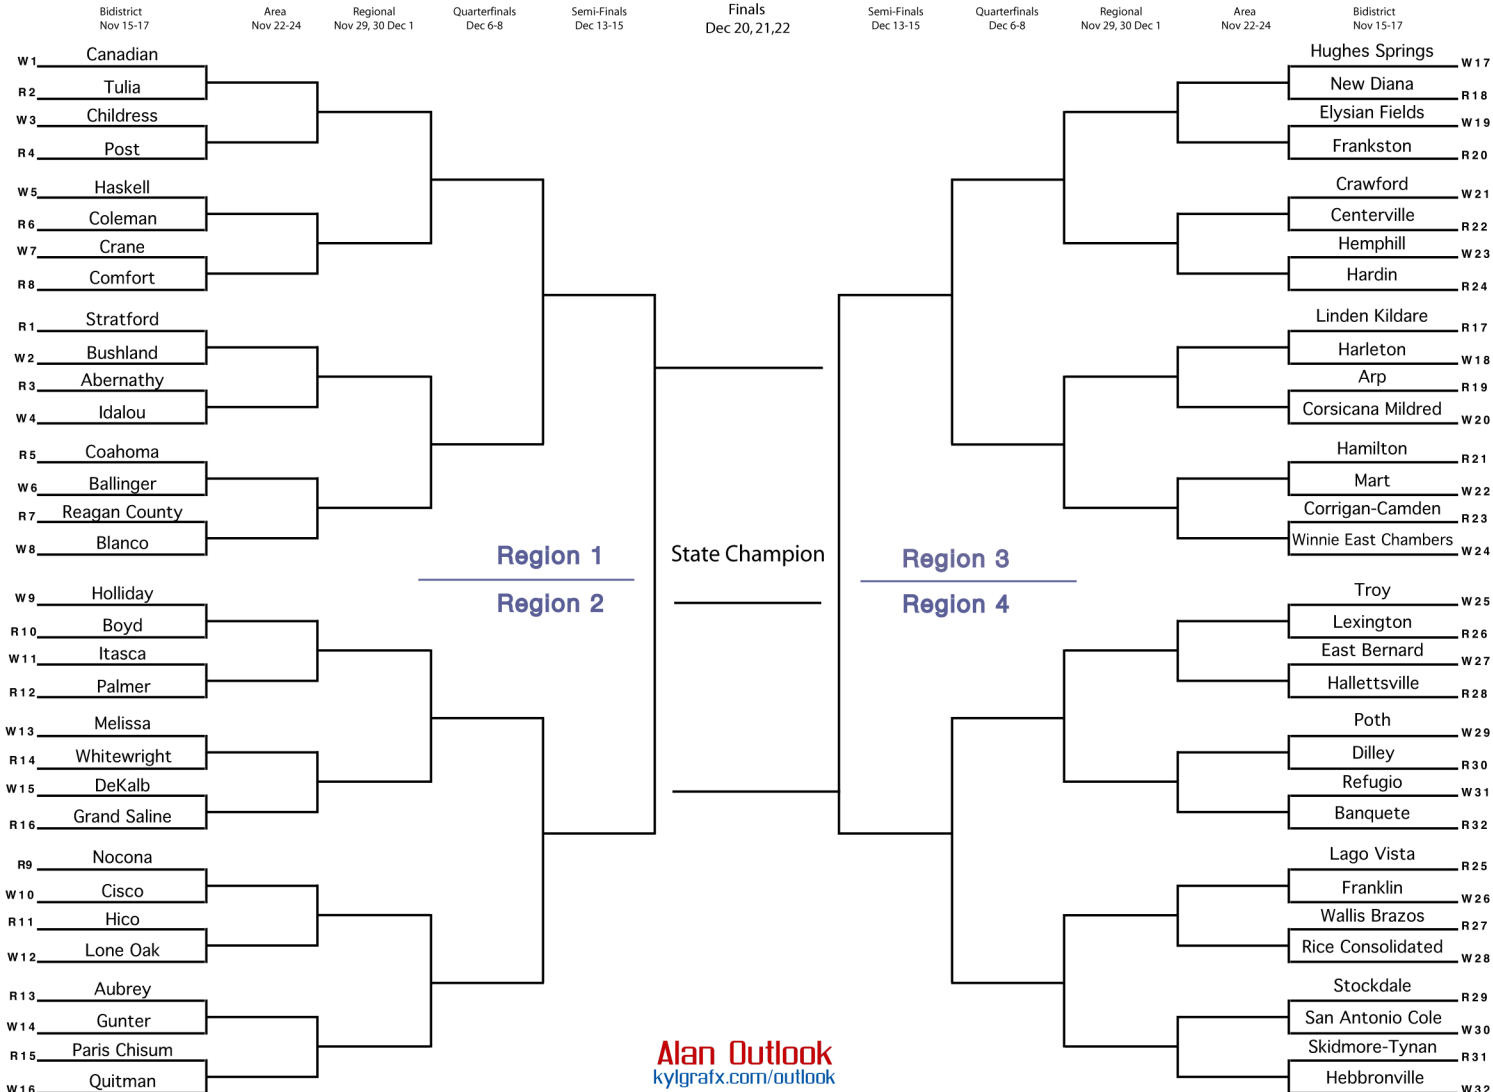 Bidistrict
Nov 15-17
Area
Nov 22-24
Regional
Nov 29, 30 Dec 1
Quarterfinals
Dec 6-8
Semi-Finals
Dec 13-15
Finals
Dec 20, 21,22
Semi-Finals
Dec 13-15
Quarterfinals
Dec 6-8
Regional
Nov 29, 30 Dec 1
Area
Nov 22-24
Bidistrict
Nov 15-17
W1 Canadian
R2 Tulia
W3 Childress
R4 Post
W5 Haskell
R6 Coleman
W7 Crane
R8 Comfort
R1 Stratford
W2 Bushland
R3 Abernathy
W4 Idalou
R5 Coahoma
W6 Ballinger
R7 Reagan County
W8 Blanco
Region 1
Region 2
W9 Holliday
R10 Boyd
W11 Itasca
R12 Palmer
W13 Melissa
R14 Whitewright
W15 DeKalb
R16 Grand Saline
R9 Nocona
W10 Cisco
R11 Hico
W12 Lone Oak
R13 Aubrey
W14 Gunter
R15 Paris Chisum
W16 Quitman
State Champion
Hughes Springs W17
New Diana R18
Elysian Fields W19
Frankston R20
Crawford W21
Centerville R22
Hemphill W23
Hardin R24
Linden Kildare R17
Harleton W18
Arp R19
Corsicana Mildred W20
Hamilton R21
Mart W22
Corrigan-Camden R23
Winnie East Chambers W24
Region 3
Region 4
Troy W25
Lexington R26
East Bernard W27
Hallettsville R28
Poth W29
Dilley R30
Refugio W31
Banquete R32
Lago Vista R25
Franklin W26
Wallis Brazos R27
Rice Consolidated W28
Stockdale R29
San Antonio Cole W30
Skidmore-Tynan R31
Hebbronville W32
Alan Outlook
kylgrafx.com/outlook